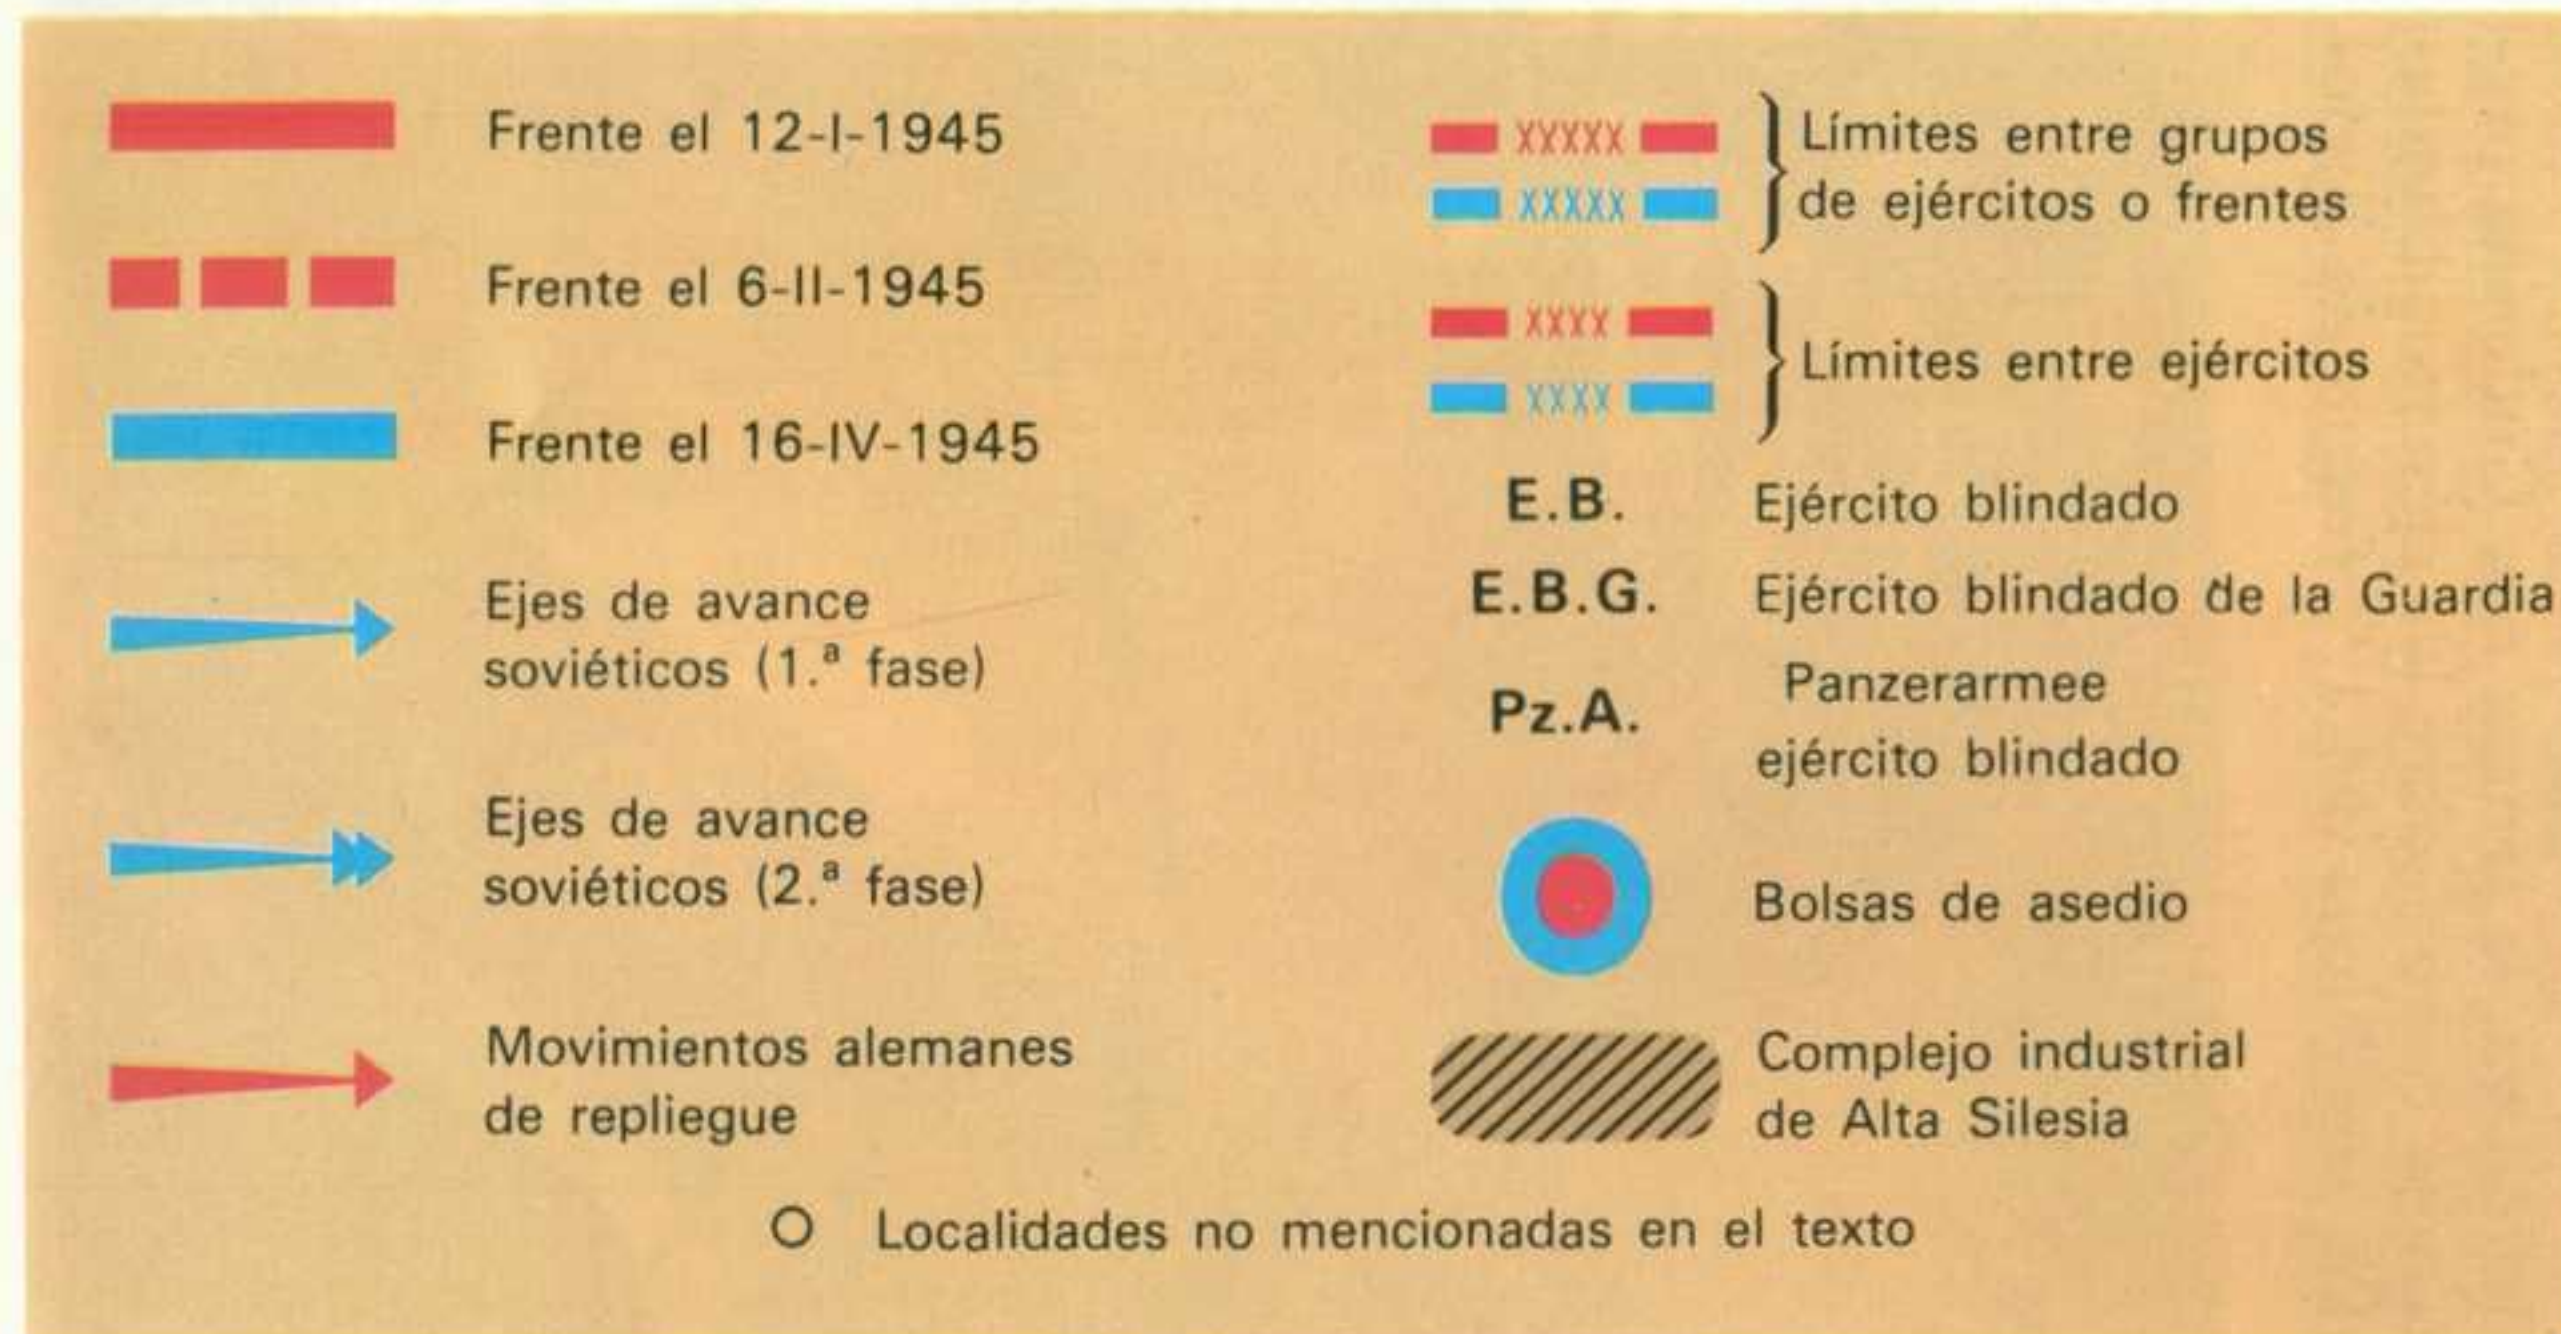 Frente el 12-I-1945
Frente el 6-II-1945
Frente el 16-IV-1945
Ejes de avance
soviéticos (1.ª fase)
Ejes de avance
soviéticos (2.ª fase)
Movimientos alemanes
de repliegue
XXXXX
XXXXX
Límites entre grupos
de ejércitos o frentes
XXXX
XXXX
Límites entre ejércitos
E.B. Ejército blindado
E.B.G. Ejército blindado de la Guardia
Pz.A. Panzerarmee
ejército blindado
Bolsas de asedio
Complejo industrial
de Alta Silesia
Localidades no mencionadas en el texto